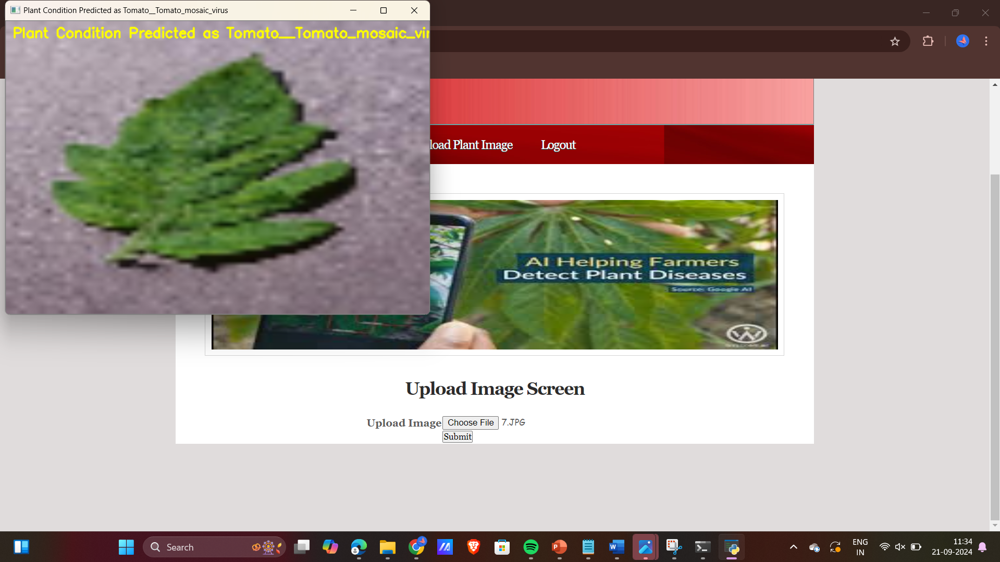 Plant Condition Predicted as Tomato__Tomato_mosaic_virus
Plant Condition Predicted as Tomato__Tomato_mosaic_vir
load Plant Image
Logout
AI Helping Farmers
Detect Plant Diseases
Source: Google AI
Upload Image Screen
Upload Image Choose File 7.JPG
Submit
Search
ENG
IN
11:34
21-09-2024